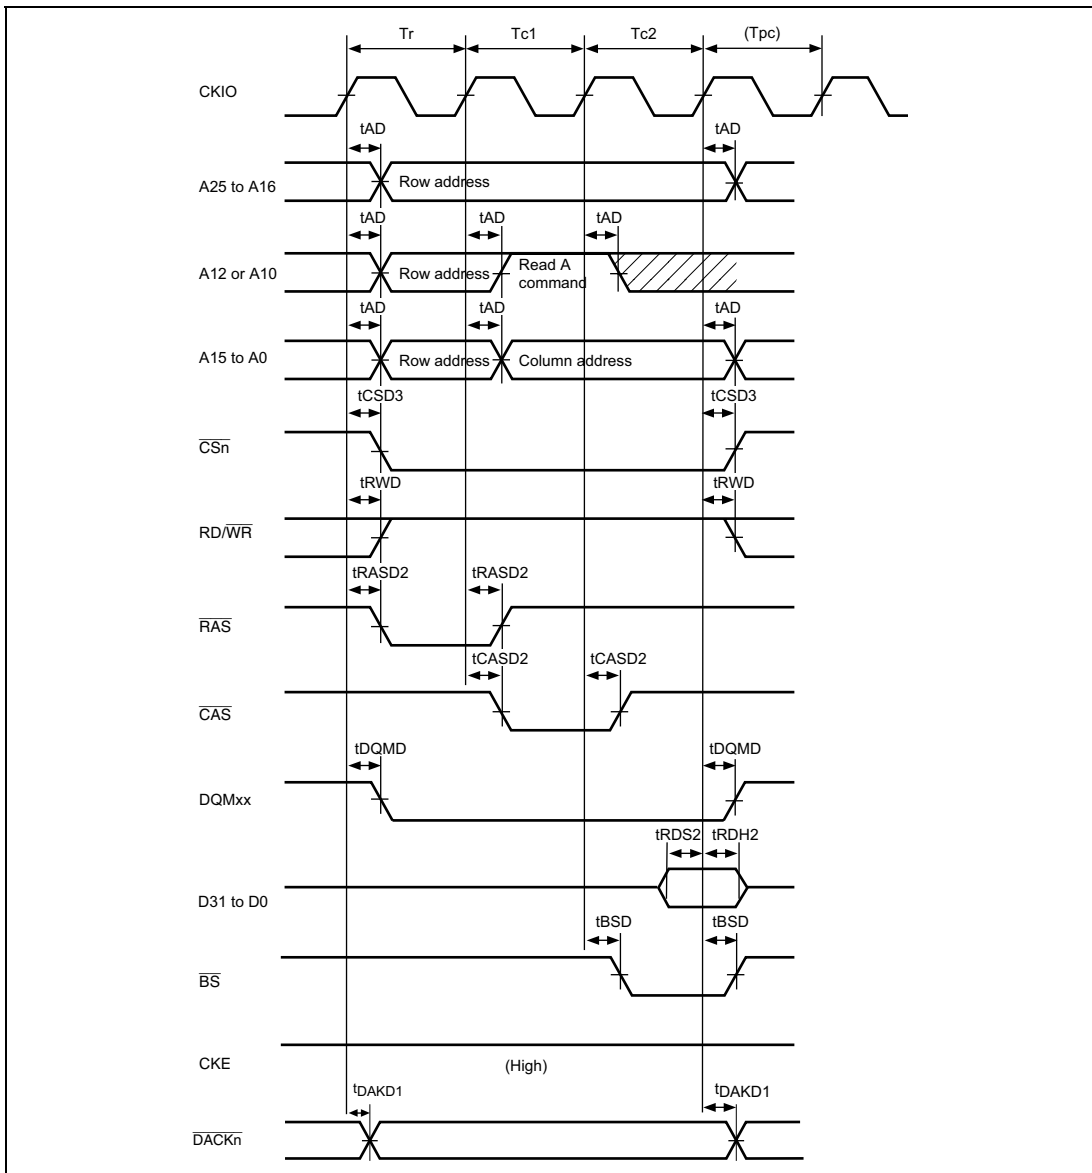 Tr Tc1 Tc2 (Tpc)
CKIO
tAD tAD
A25 to A16 Row address
tAD tAD tAD
A12 or A10 Row address Read A
command
tAD tAD tAD
A15 to A0 Row address Column address
tCSD3 tCSD3
CSn
tRWD tRWD
RD/WR
tRASD2 tRASD2
RAS
tCASD2 tCASD2
CAS
tDQMD tDQMD
DQMxx
tRDS2 tRDH2
D31 to D0
tBSD tBSD
BS
CKE (High)
tDAKD1 tDAKD1
DACKn